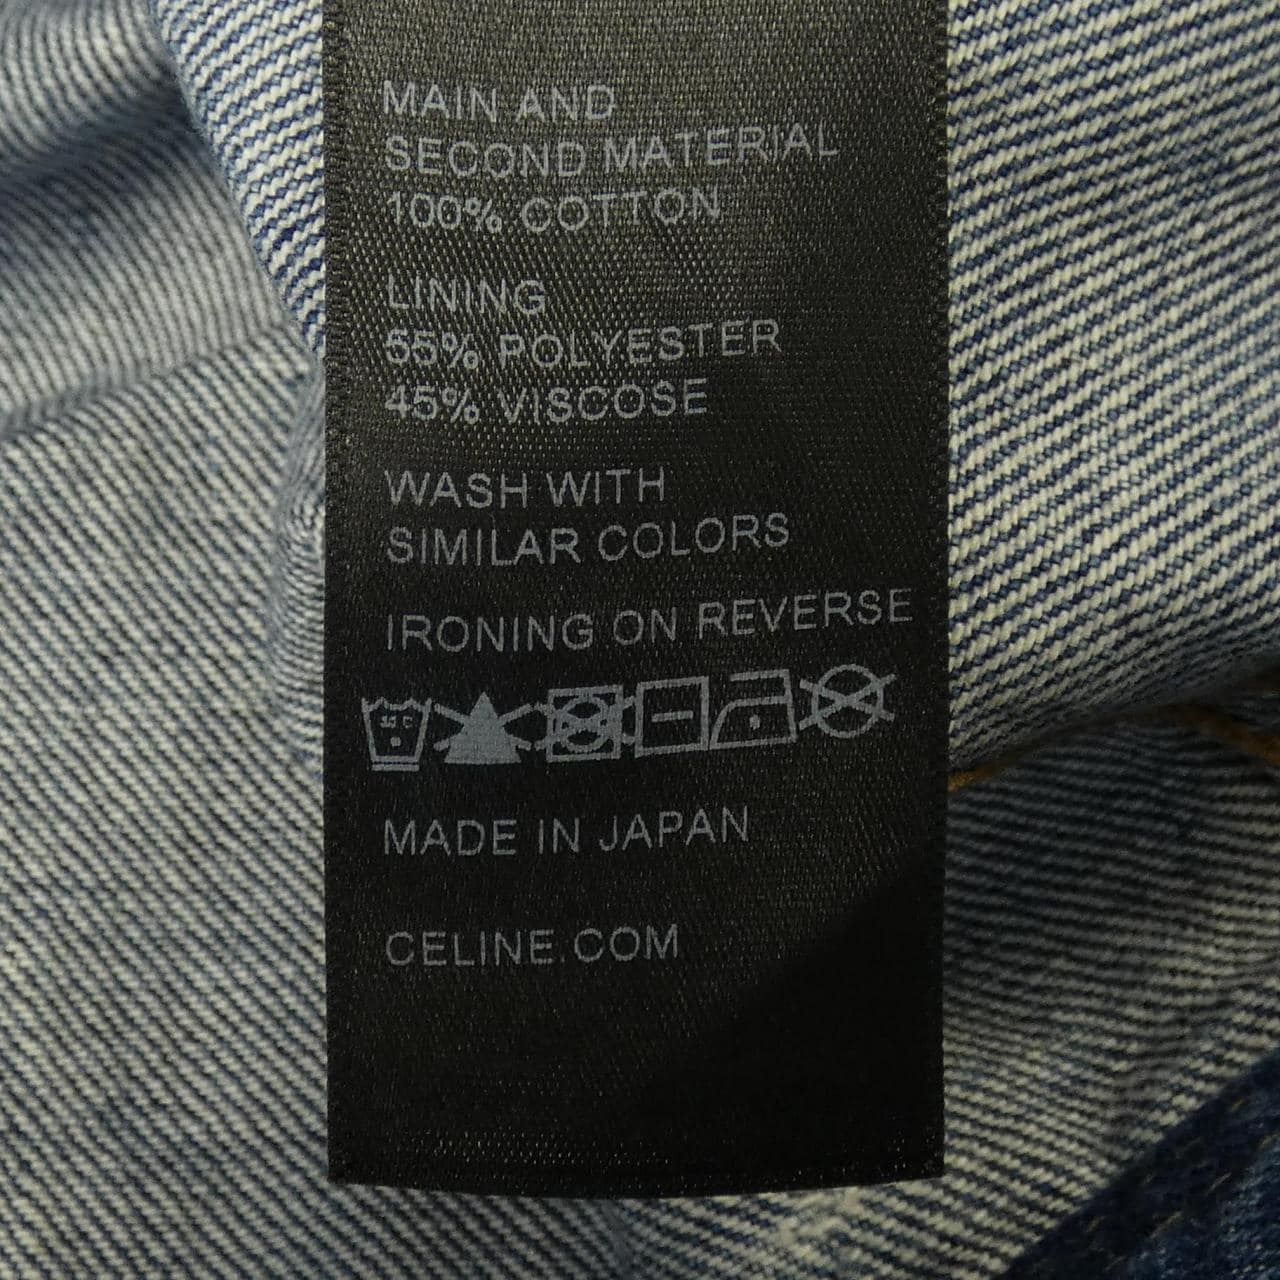 MAIN AND
SECOND MATERIAL
100% COTTON
LINING
55% POLYESTER
45% VISCOSE
WASH WITH
SIMILAR COLORS
IRONING ON REVERSE
MADE IN JAPAN
CELINE.COM